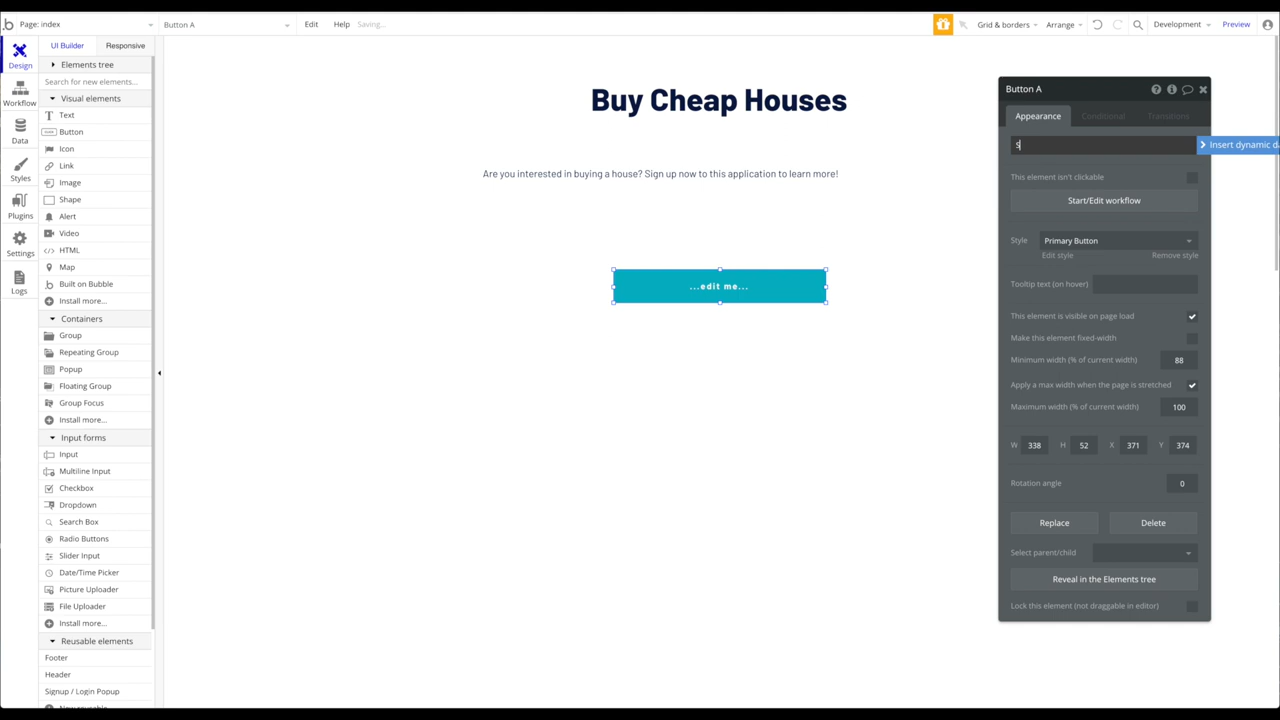 Page: index
Button A
Edit
Help
Saving...
Grid & borders
Arrange
Development
Preview
UI Builder
Responsive
Design
Workflow
Data
Styles
Plugins
Settings
Logs
Elements tree
Search for new elements...
Visual elements
Text
Button
Icon
Link
Image
Shape
Alert
Video
HTML
Map
Built on Bubble
Install more...
Containers
Group
Repeating Group
Popup
Floating Group
Group Focus
Install more...
Input forms
Input
Multiline Input
Checkbox
Dropdown
Search Box
Radio Buttons
Slider Input
Date/Time Picker
Picture Uploader
File Uploader
Install more...
Reusable elements
Footer
Header
Signup / Login Popup
Buy Cheap Houses
Are you interested in buying a house? Sign up now to this application to learn more!
...edit me...
Button A
Appearance
Conditional
Transitions
S
Insert dynamic da
This element isn't clickable
Start/Edit workflow
Style
Primary Button
Edit style
Remove style
Tooltip text (on hover)
This element is visible on page load
Make this element fixed-width
Minimum width (% of current width) 88
Apply a max width when the page is stretched
Maximum width (% of current width) 100
W 338 H 52 X 371 Y 374
Rotation angle 0
Replace
Delete
Select parent/child
Reveal in the Elements tree
Lock this element (not draggable in editor)